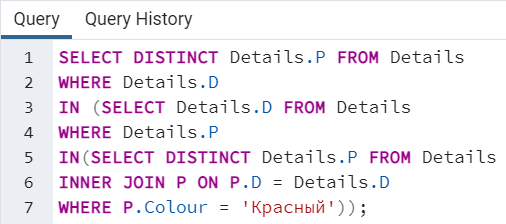 Query Query History
1 SELECT DISTINCT Details.P FROM Details
2 WHERE Details.D
3 IN (SELECT Details.D FROM Details
4 WHERE Details.P
5 IN(SELECT DISTINCT Details.P FROM Details
6 INNER JOIN P ON P.D = Details.D
7 WHERE P.Colour = 'Красный'));